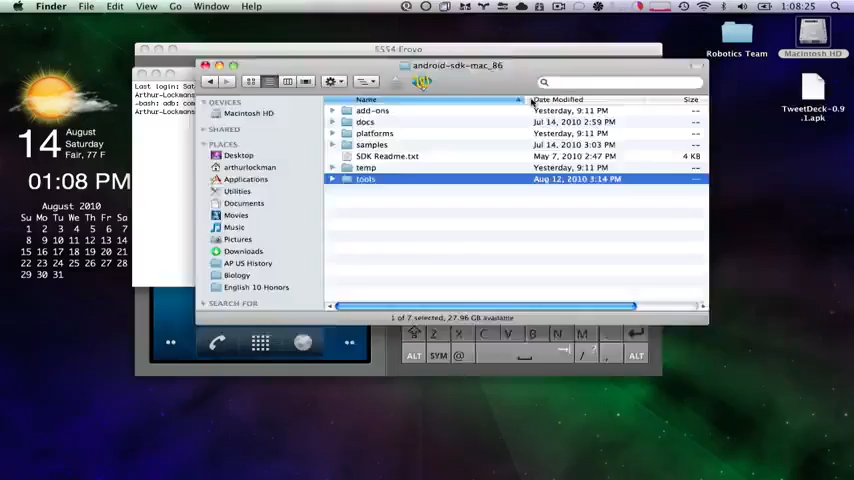 Finder File Edit View Go Window Help
1:08:25
5554:Froyo
android-sdk-mac_86
Last login: Sat
Arthur-Lockmans
-bash: adb: com
Arthur-Lockmans
DEVICES
Macintosh HD
SHARED
PLACES
Desktop
arthurlockman
Applications
Utilities
Documents
Movies
Music
Pictures
Downloads
AP US History
Biology
English 10 Honors
SEARCH FOR
Name Date Modified Size
add-ons Yesterday, 9:11 PM --
docs Jul 14, 2010 2:59 PM --
platforms Yesterday, 9:11 PM --
samples Jul 14, 2010 3:03 PM --
SDK Readme.txt May 7, 2010 2:47 PM 4 KB
temp Yesterday, 9:11 PM --
tools Aug 12, 2010 3:14 PM --
1 of 7 selected, 27.96 GB available
14 August
Saturday
Fair, 77 F
01:08 PM
August 2010
Su Mo Tu We Th Fr Sa
1 2 3 4 5 6 7
8 9 10 11 12 13 14
15 16 17 18 19 20 21
22 23 24 25 26 27 28
29 30 31
Robotics Team
Macintosh HD
TweetDeck-0.9
.1.apk
Z X C V B N M .
ALT SYM @ , / ALT